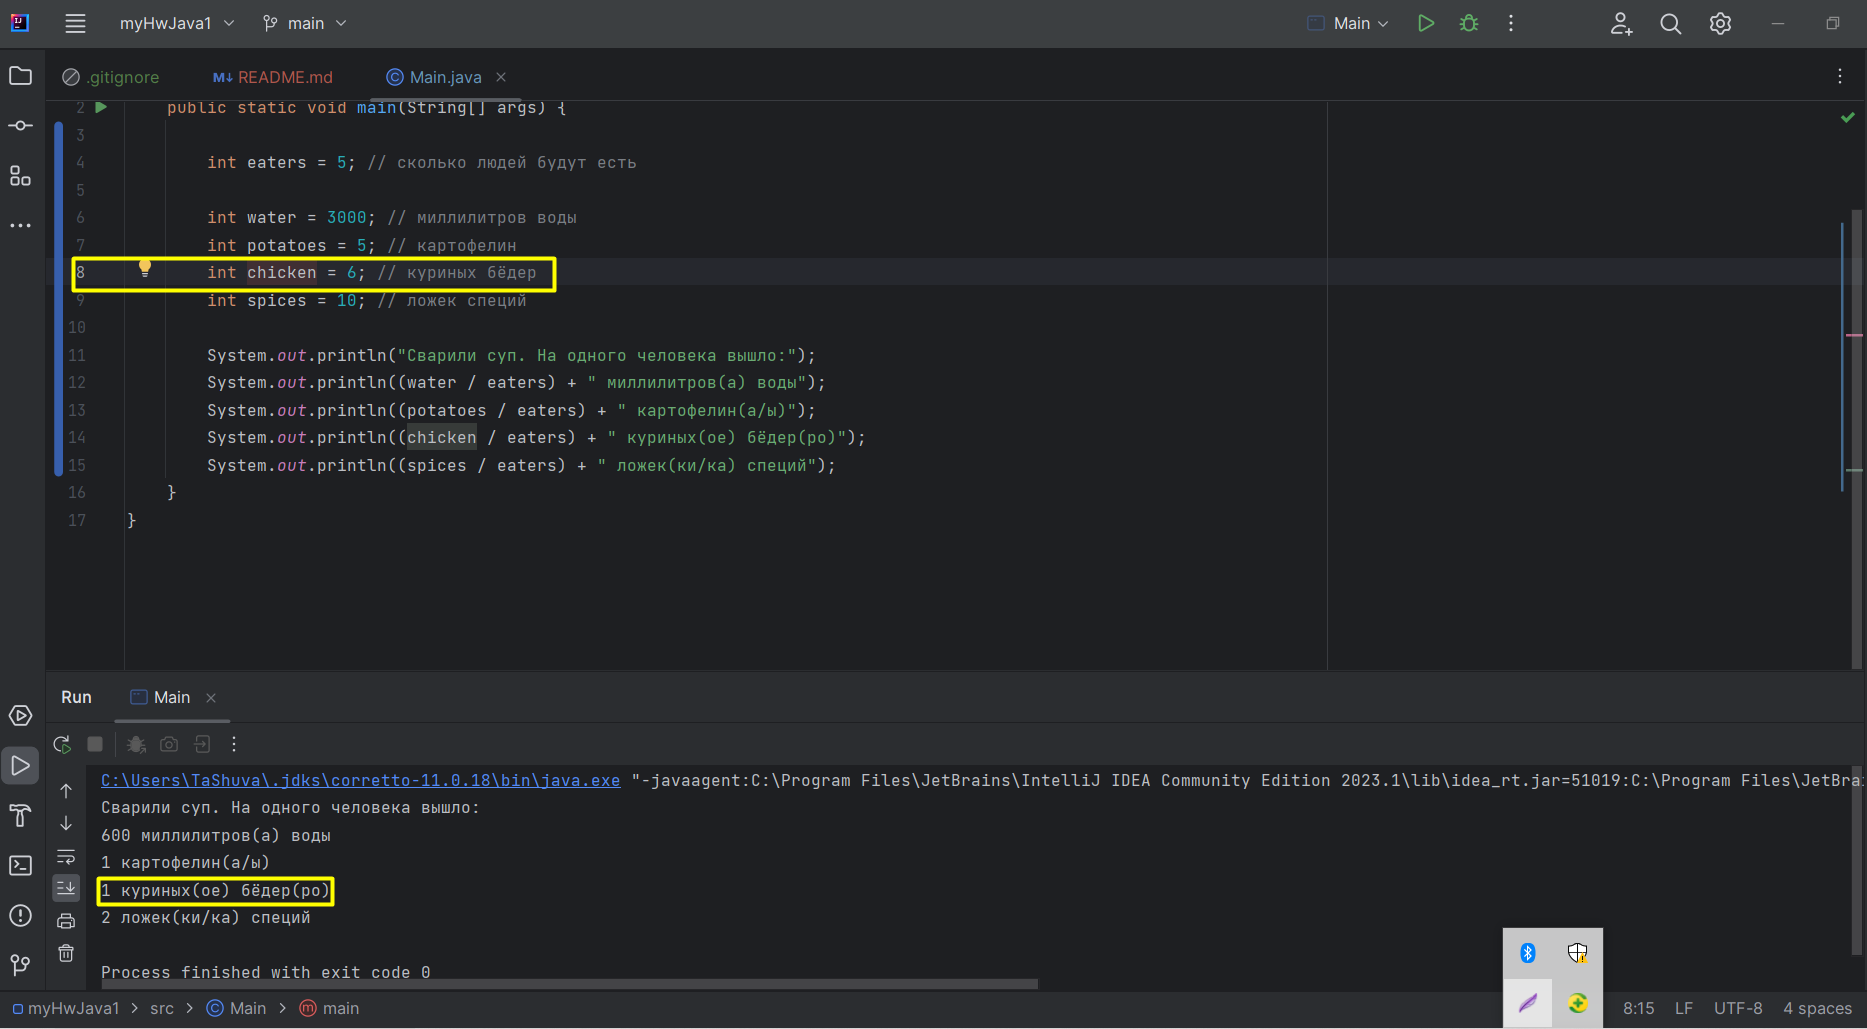 myHwJava1 main Main
.gitignore M↓ README.md Main.java
2 public static void main(String[] args) {
3
4 int eaters = 5; // сколько людей будут есть
5
6 int water = 3000; // миллилитров воды
7 int potatoes = 5; // картофелин
8 int chicken = 6; // куриных бёдер
9 int spices = 10; // ложек специй
10
11 System.out.println("Сварили суп. На одного человека вышло:");
12 System.out.println((water / eaters) + " миллилитров(а) воды");
13 System.out.println((potatoes / eaters) + " картофелин(а/ы)");
14 System.out.println((chicken / eaters) + " куриных(ое) бёдер(ро)");
15 System.out.println((spices / eaters) + " ложек(ки/ка) специй");
16 }
17 }
Run Main
C:\Users\TaShuva\.jdks\corretto-11.0.18\bin\java.exe "-javaagent:C:\Program Files\JetBrains\IntelliJ IDEA Community Edition 2023.1\lib\idea_rt.jar=51019:C:\Program Files\JetBra
Сварили суп. На одного человека вышло:
600 миллилитров(а) воды
1 картофелин(а/ы)
1 куриных(ое) бёдер(ро)
2 ложек(ки/ка) специй
Process finished with exit code 0
myHwJava1 > src > Main > main 8:15 LF UTF-8 4 spaces